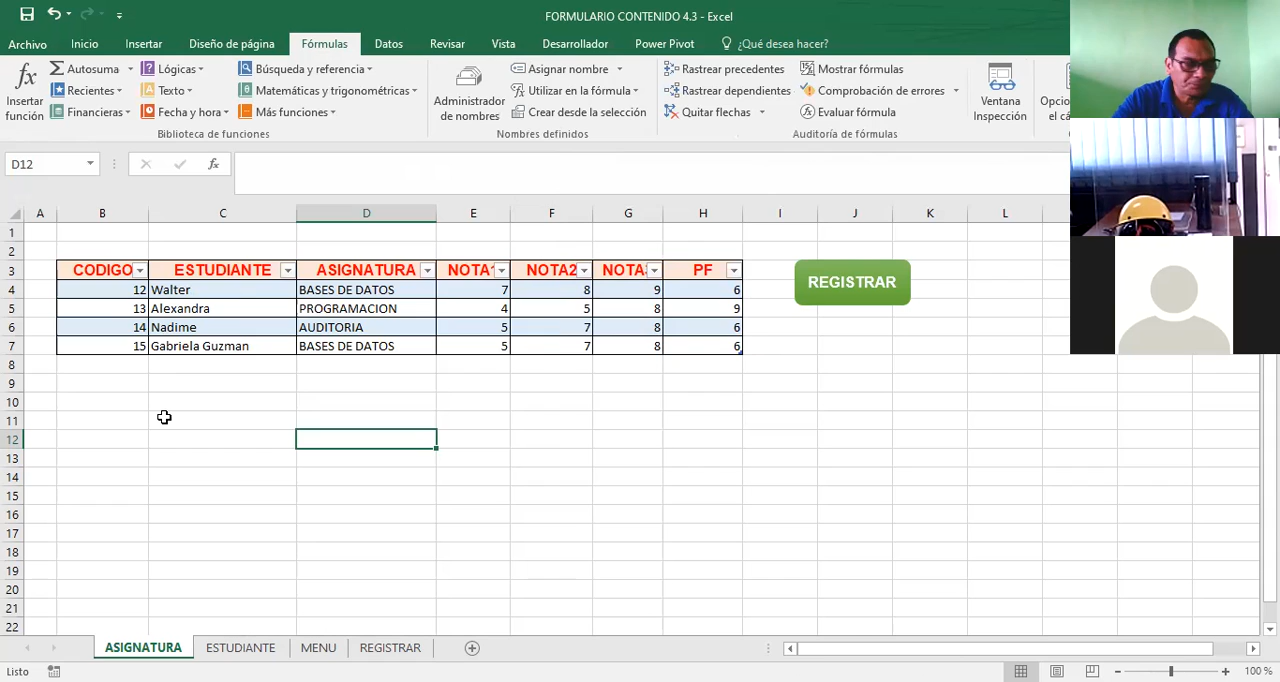 FORMULARIO CONTENIDO 4.3 - Excel
Archivo Inicio Insertar Diseño de página Fórmulas Datos Revisar Vista Desarrollador Power Pivot ¿Qué desea hacer?
Insertar función
Autosuma
Recientes
Financieras
Lógicas
Texto
Fecha y hora
Búsqueda y referencia
Matemáticas y trigonométricas
Más funciones
Biblioteca de funciones
Administrador de nombres
Asignar nombre
Utilizar en la fórmula
Crear desde la selección
Nombres definidos
Rastrear precedentes
Rastrear dependientes
Quitar flechas
Mostrar fórmulas
Comprobación de errores
Evaluar fórmula
Auditoría de fórmulas
Ventana Inspección
D12 fx
A B C D E F G H I J K L
1
2
3 CODIGO ESTUDIANTE ASIGNATURA NOTA1 NOTA2 NOTA PF REGISTRAR
4 12 Walter BASES DE DATOS 7 8 9 6
5 13 Alexandra PROGRAMACION 4 5 8 9
6 14 Nadime AUDITORIA 5 7 8 6
7 15 Gabriela Guzman BASES DE DATOS 5 7 8 6
8
9
10
11
12
13
14
15
16
17
18
19
20
21
22
ASIGNATURA ESTUDIANTE MENU REGISTRAR
Listo 100 %